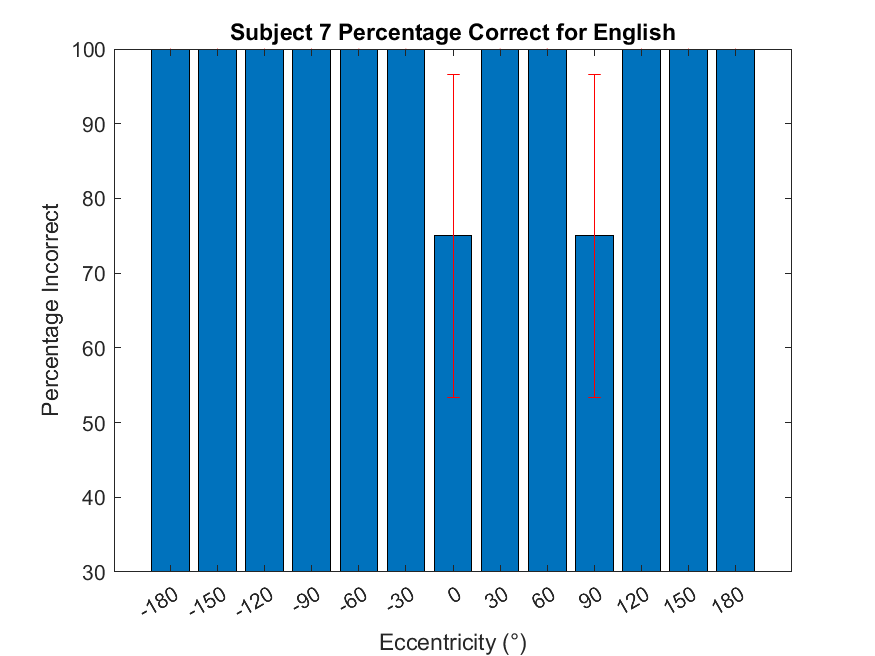 Subject 7 Percentage Correct for English
100
90
80
70
60
50
40
30
Percentage Incorrect
-180 -150 -120 -90 -60 -30 0 30 60 90 120 150 180
Eccentricity (°)